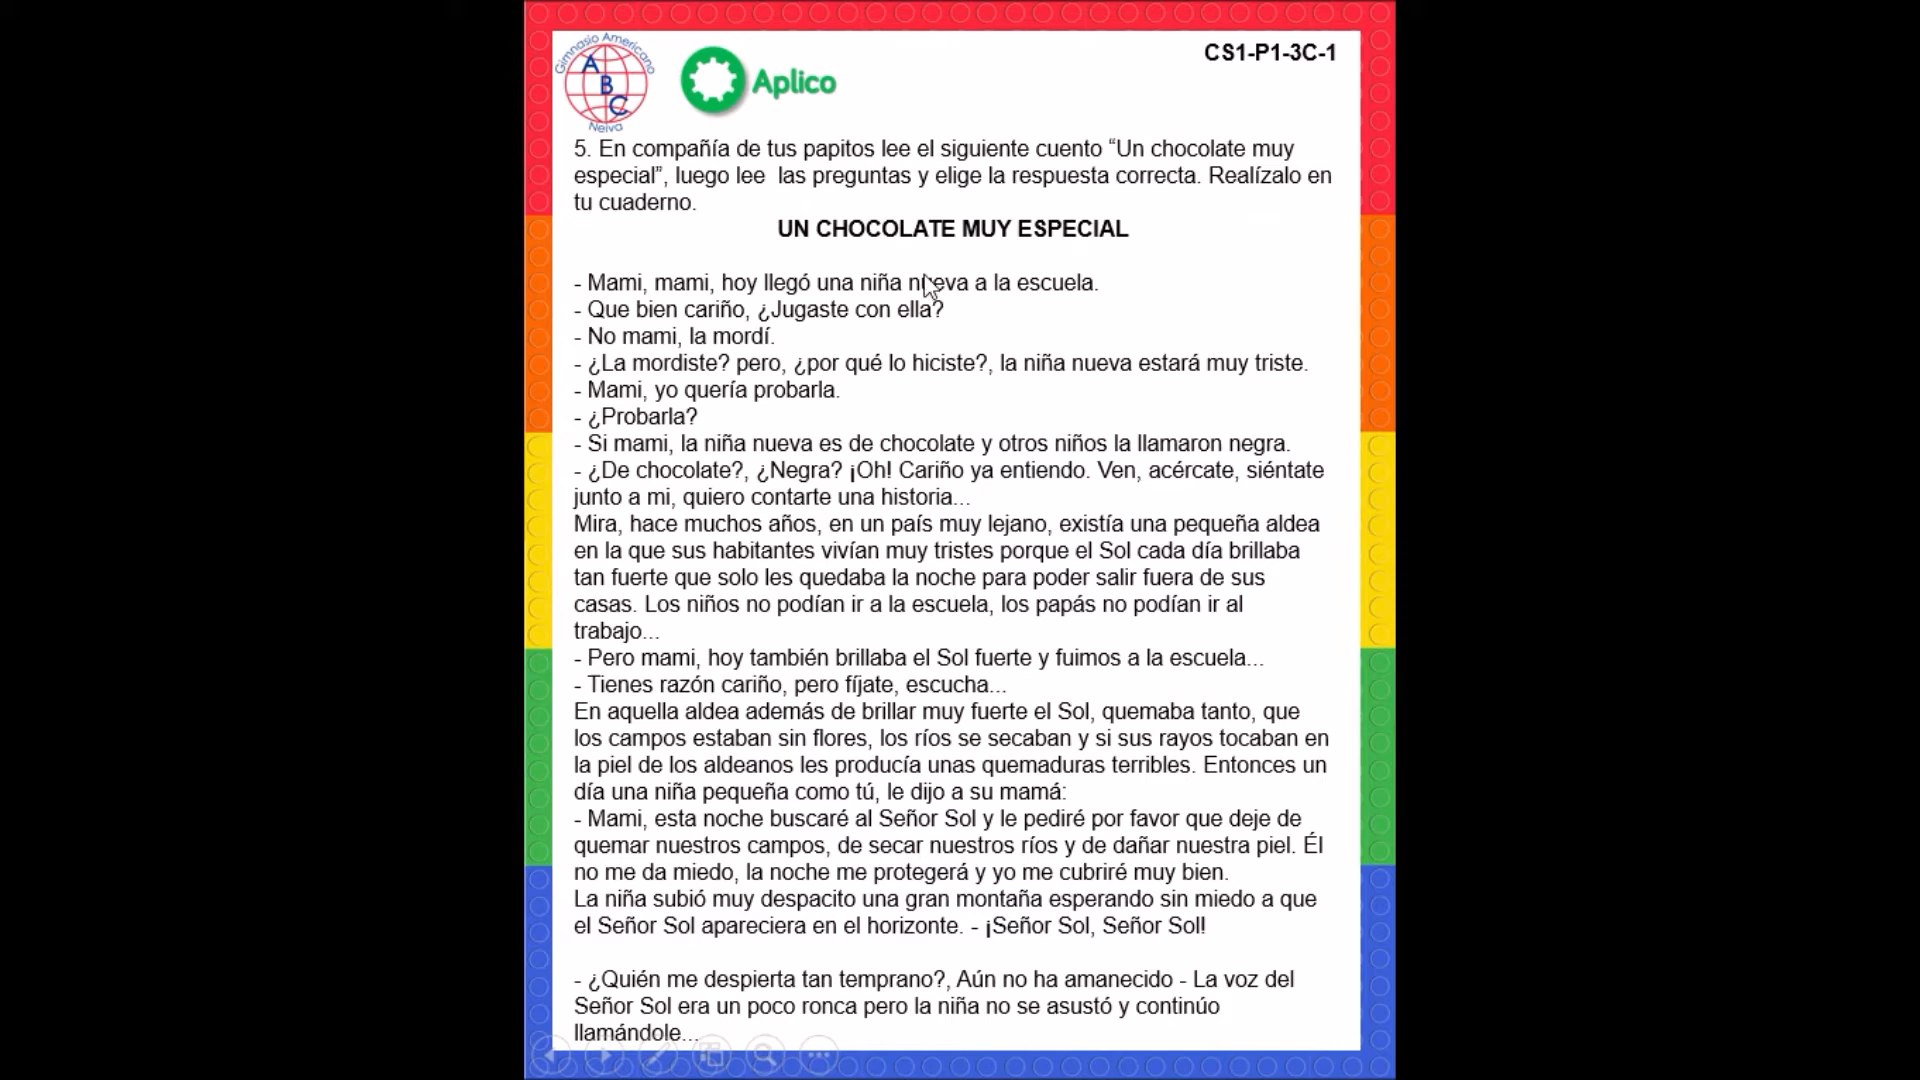 Gimnasio Americano
A
B
C
Neiva
Aplico
CS1-P1-3C-1
5. En compañía de tus papitos lee el siguiente cuento “Un chocolate muy
especial”, luego lee  las preguntas y elige la respuesta correcta. Realízalo en
tu cuaderno.
UN CHOCOLATE MUY ESPECIAL
- Mami, mami, hoy llegó una niña nueva a la escuela.
- Que bien cariño, ¿Jugaste con ella?
- No mami, la mordí.
- ¿La mordiste? pero, ¿por qué lo hiciste?, la niña nueva estará muy triste.
- Mami, yo quería probarla.
- ¿Probarla?
- Si mami, la niña nueva es de chocolate y otros niños la llamaron negra.
- ¿De chocolate?, ¿Negra? ¡Oh! Cariño ya entiendo. Ven, acércate, siéntate
junto a mi, quiero contarte una historia...
Mira, hace muchos años, en un país muy lejano, existía una pequeña aldea
en la que sus habitantes vivían muy tristes porque el Sol cada día brillaba
tan fuerte que solo les quedaba la noche para poder salir fuera de sus
casas. Los niños no podían ir a la escuela, los papás no podían ir al
trabajo...
- Pero mami, hoy también brillaba el Sol fuerte y fuimos a la escuela...
- Tienes razón cariño, pero fíjate, escucha...
En aquella aldea además de brillar muy fuerte el Sol, quemaba tanto, que
los campos estaban sin flores, los ríos se secaban y si sus rayos tocaban en
la piel de los aldeanos les producía unas quemaduras terribles. Entonces un
día una niña pequeña como tú, le dijo a su mamá:
- Mami, esta noche buscaré al Señor Sol y le pediré por favor que deje de
quemar nuestros campos, de secar nuestros ríos y de dañar nuestra piel. Él
no me da miedo, la noche me protegerá y yo me cubriré muy bien.
La niña subió muy despacito una gran montaña esperando sin miedo a que
el Señor Sol apareciera en el horizonte. - ¡Señor Sol, Señor Sol!
- ¿Quién me despierta tan temprano?, Aún no ha amanecido - La voz del
Señor Sol era un poco ronca pero la niña no se asustó y continúo
llamándole...